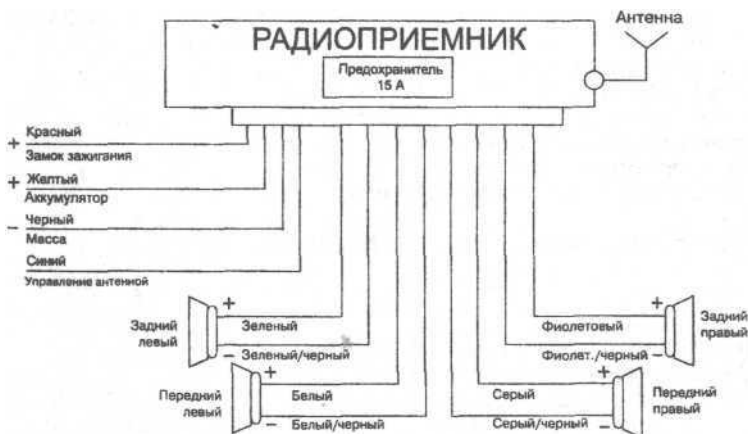 Антенна
РАДИОПРИЕМНИК
Предохранитель
15 А
+ Красный
Замок зажигания
+ Желтый
Аккумулятор
– Черный
Масса
Синий
Управление антенной
Задний
левый
+
Зеленый
– Зеленый/черный
Передний
левый
+
Белый
– Белый/черный
Фиолетовый
+
Фиолет./черный –
Задний
правый
Серый
+
Серый/черный –
Передний
правый